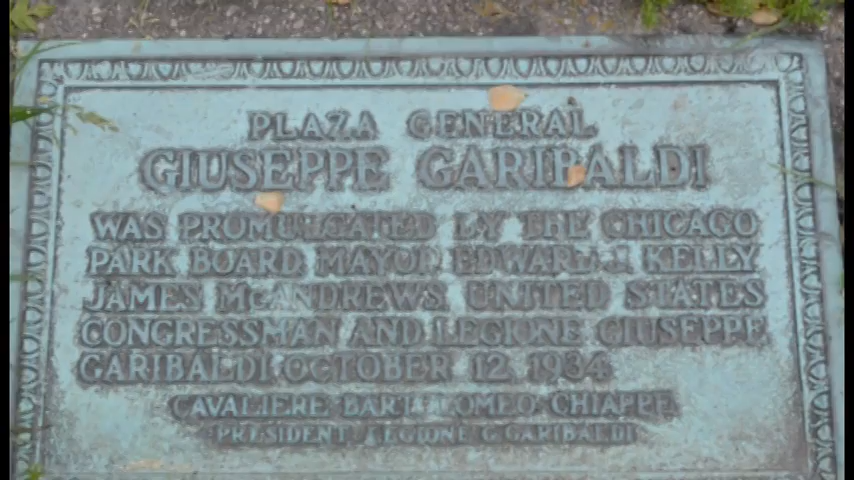 PLAZA GENERAL
GIUSEPPE GARIBALDI
WAS PROMULGATED BY THE CHICAGO
PARK BOARD MAYOR EDWARD J. KELLY
JAMES McANDREWS UNITED STATES
CONGRESSMAN AND LEGIONE GIUSEPPE
GARIBALDI OCTOBER 12, 1934
CAVALIERE BARTOLOMEO CHIAPPE
PRESIDENT LEGIONE G. GARIBALDI